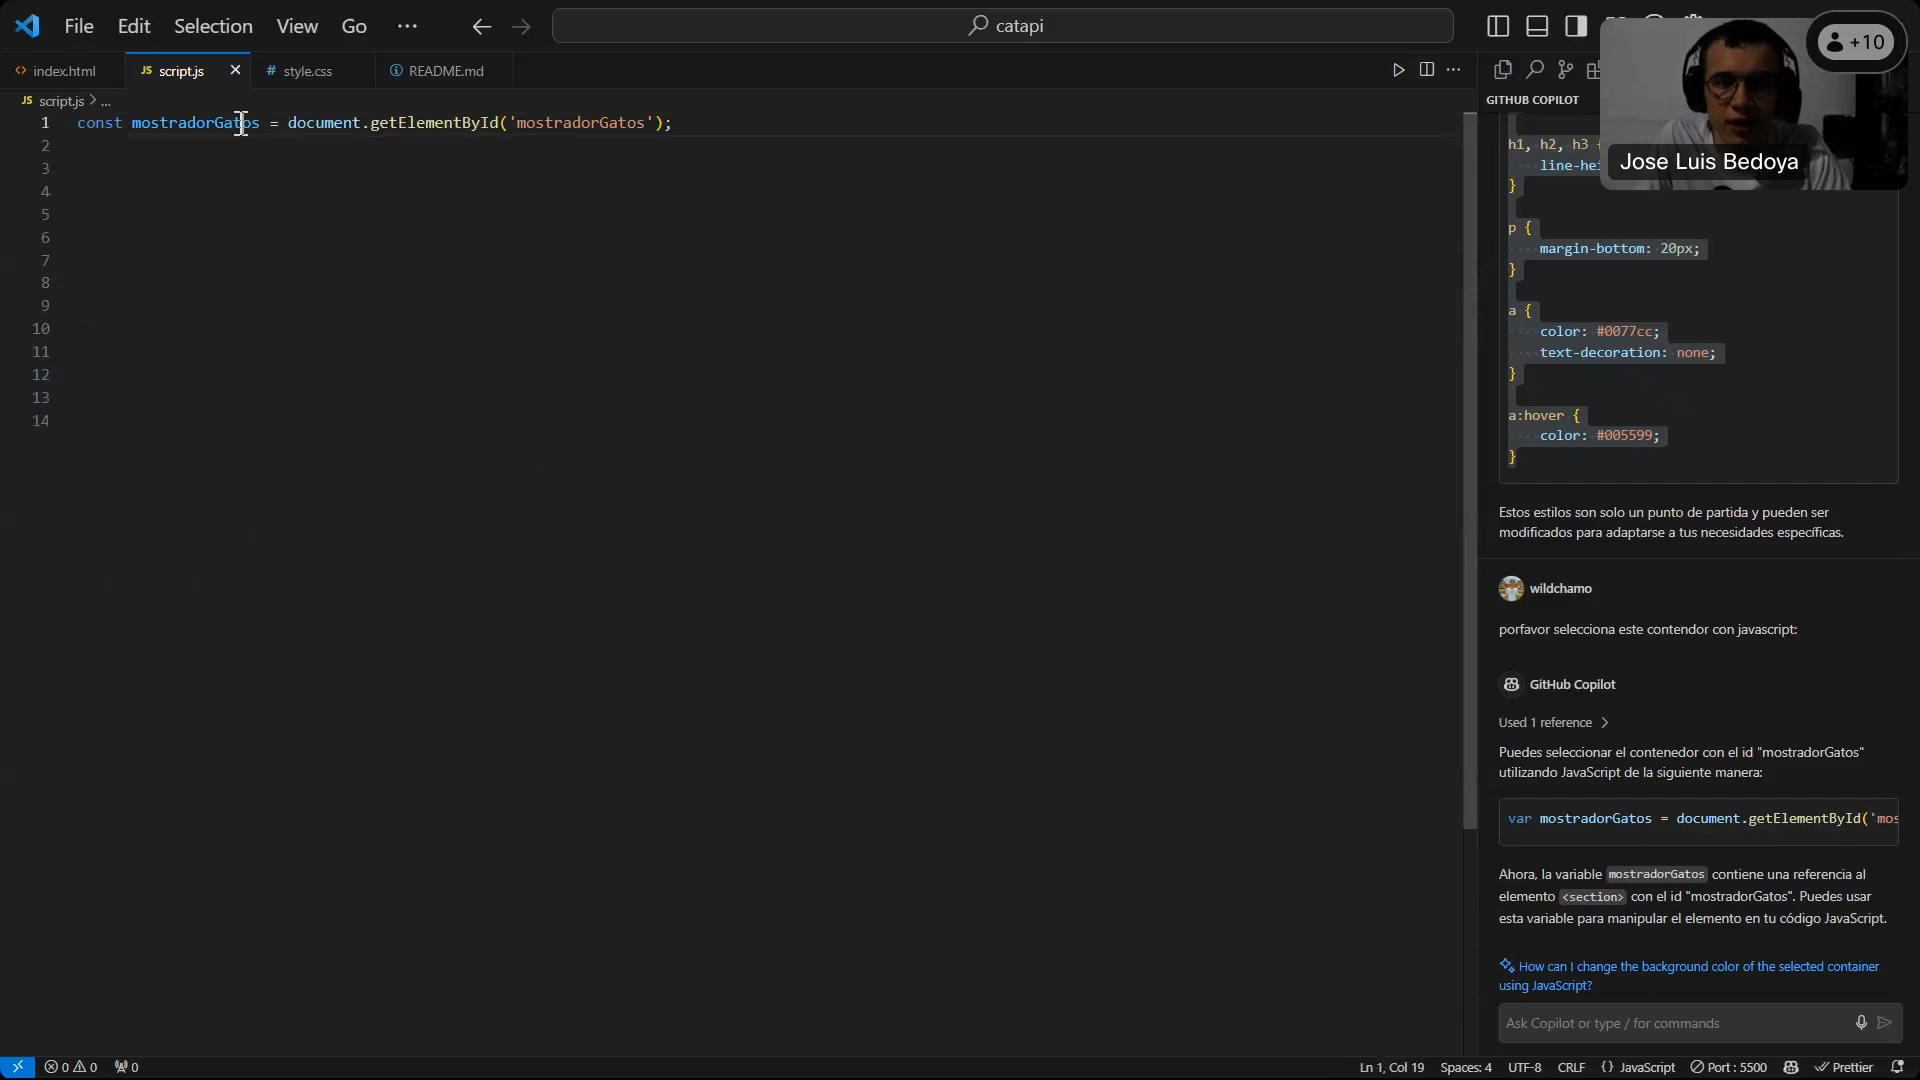 File Edit Selection View Go ···
catapi
+10
index.html
JS script.js
# style.css
README.md
JS script.js > ...
1 const mostradorGatos = document.getElementById('mostradorGatos');
2
3
4
5
6
7
8
9
10
11
12
13
14
GITHUB COPILOT
Jose Luis Bedoya
h1, h2, h3 {
line-hei
}
p {
margin-bottom: 20px;
}
a {
color: #0077cc;
text-decoration: none;
}
a:hover {
color: #005599;
}
Estos estilos son solo un punto de partida y pueden ser
modificados para adaptarse a tus necesidades específicas.
wildchamo
porfavor selecciona este contendor con javascript:
GitHub Copilot
Used 1 reference >
Puedes seleccionar el contenedor con el id "mostradorGatos"
utilizando JavaScript de la siguiente manera:
var mostradorGatos = document.getElementById('mos
Ahora, la variable mostradorGatos contiene una referencia al
elemento <section> con el id "mostradorGatos". Puedes usar
esta variable para manipular el elemento en tu código JavaScript.
How can I change the background color of the selected container
using JavaScript?
Ask Copilot or type / for commands
0 0 0
Ln 1, Col 19 Spaces: 4 UTF-8 CRLF {} JavaScript Port : 5500 Prettier